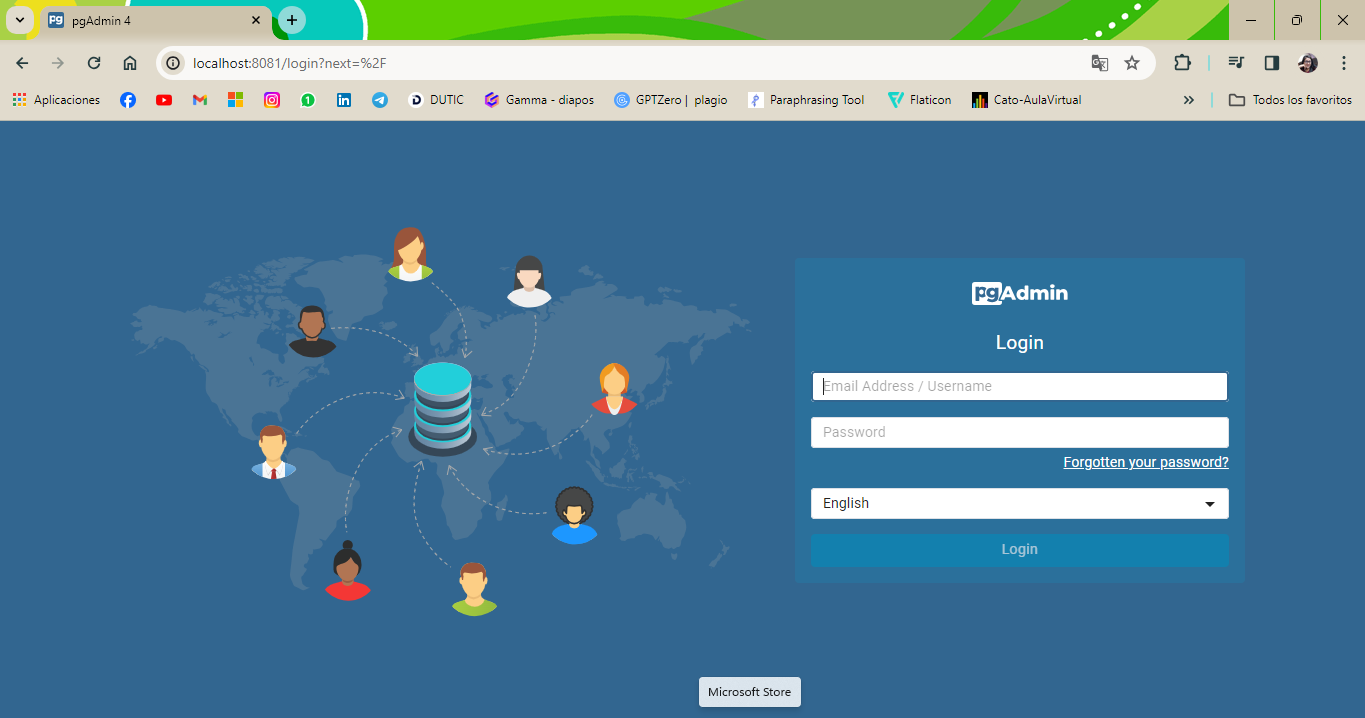 pg pgAdmin 4
localhost:8081/login?next=%2F
Aplicaciones DUTIC Gamma - diapos GPTZero | plagio Paraphrasing Tool Flaticon Cato-AulaVirtual Todos los favoritos
pgAdmin
Login
Email Address / Username
Password
Forgotten your password?
English
Login
Microsoft Store